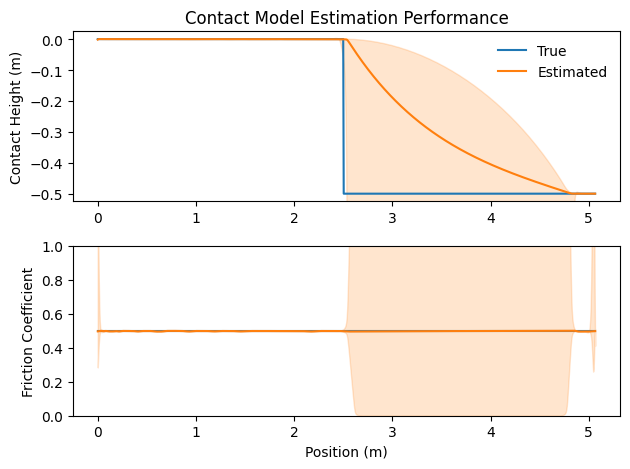 Contact Model Estimation Performance
Contact Height (m)
0.0
−0.1
−0.2
−0.3
−0.4
−0.5
True
Estimated
0 1 2 3 4 5
Friction Coefficient
1.0
0.8
0.6
0.4
0.2
0.0
0 1 2 3 4 5
Position (m)